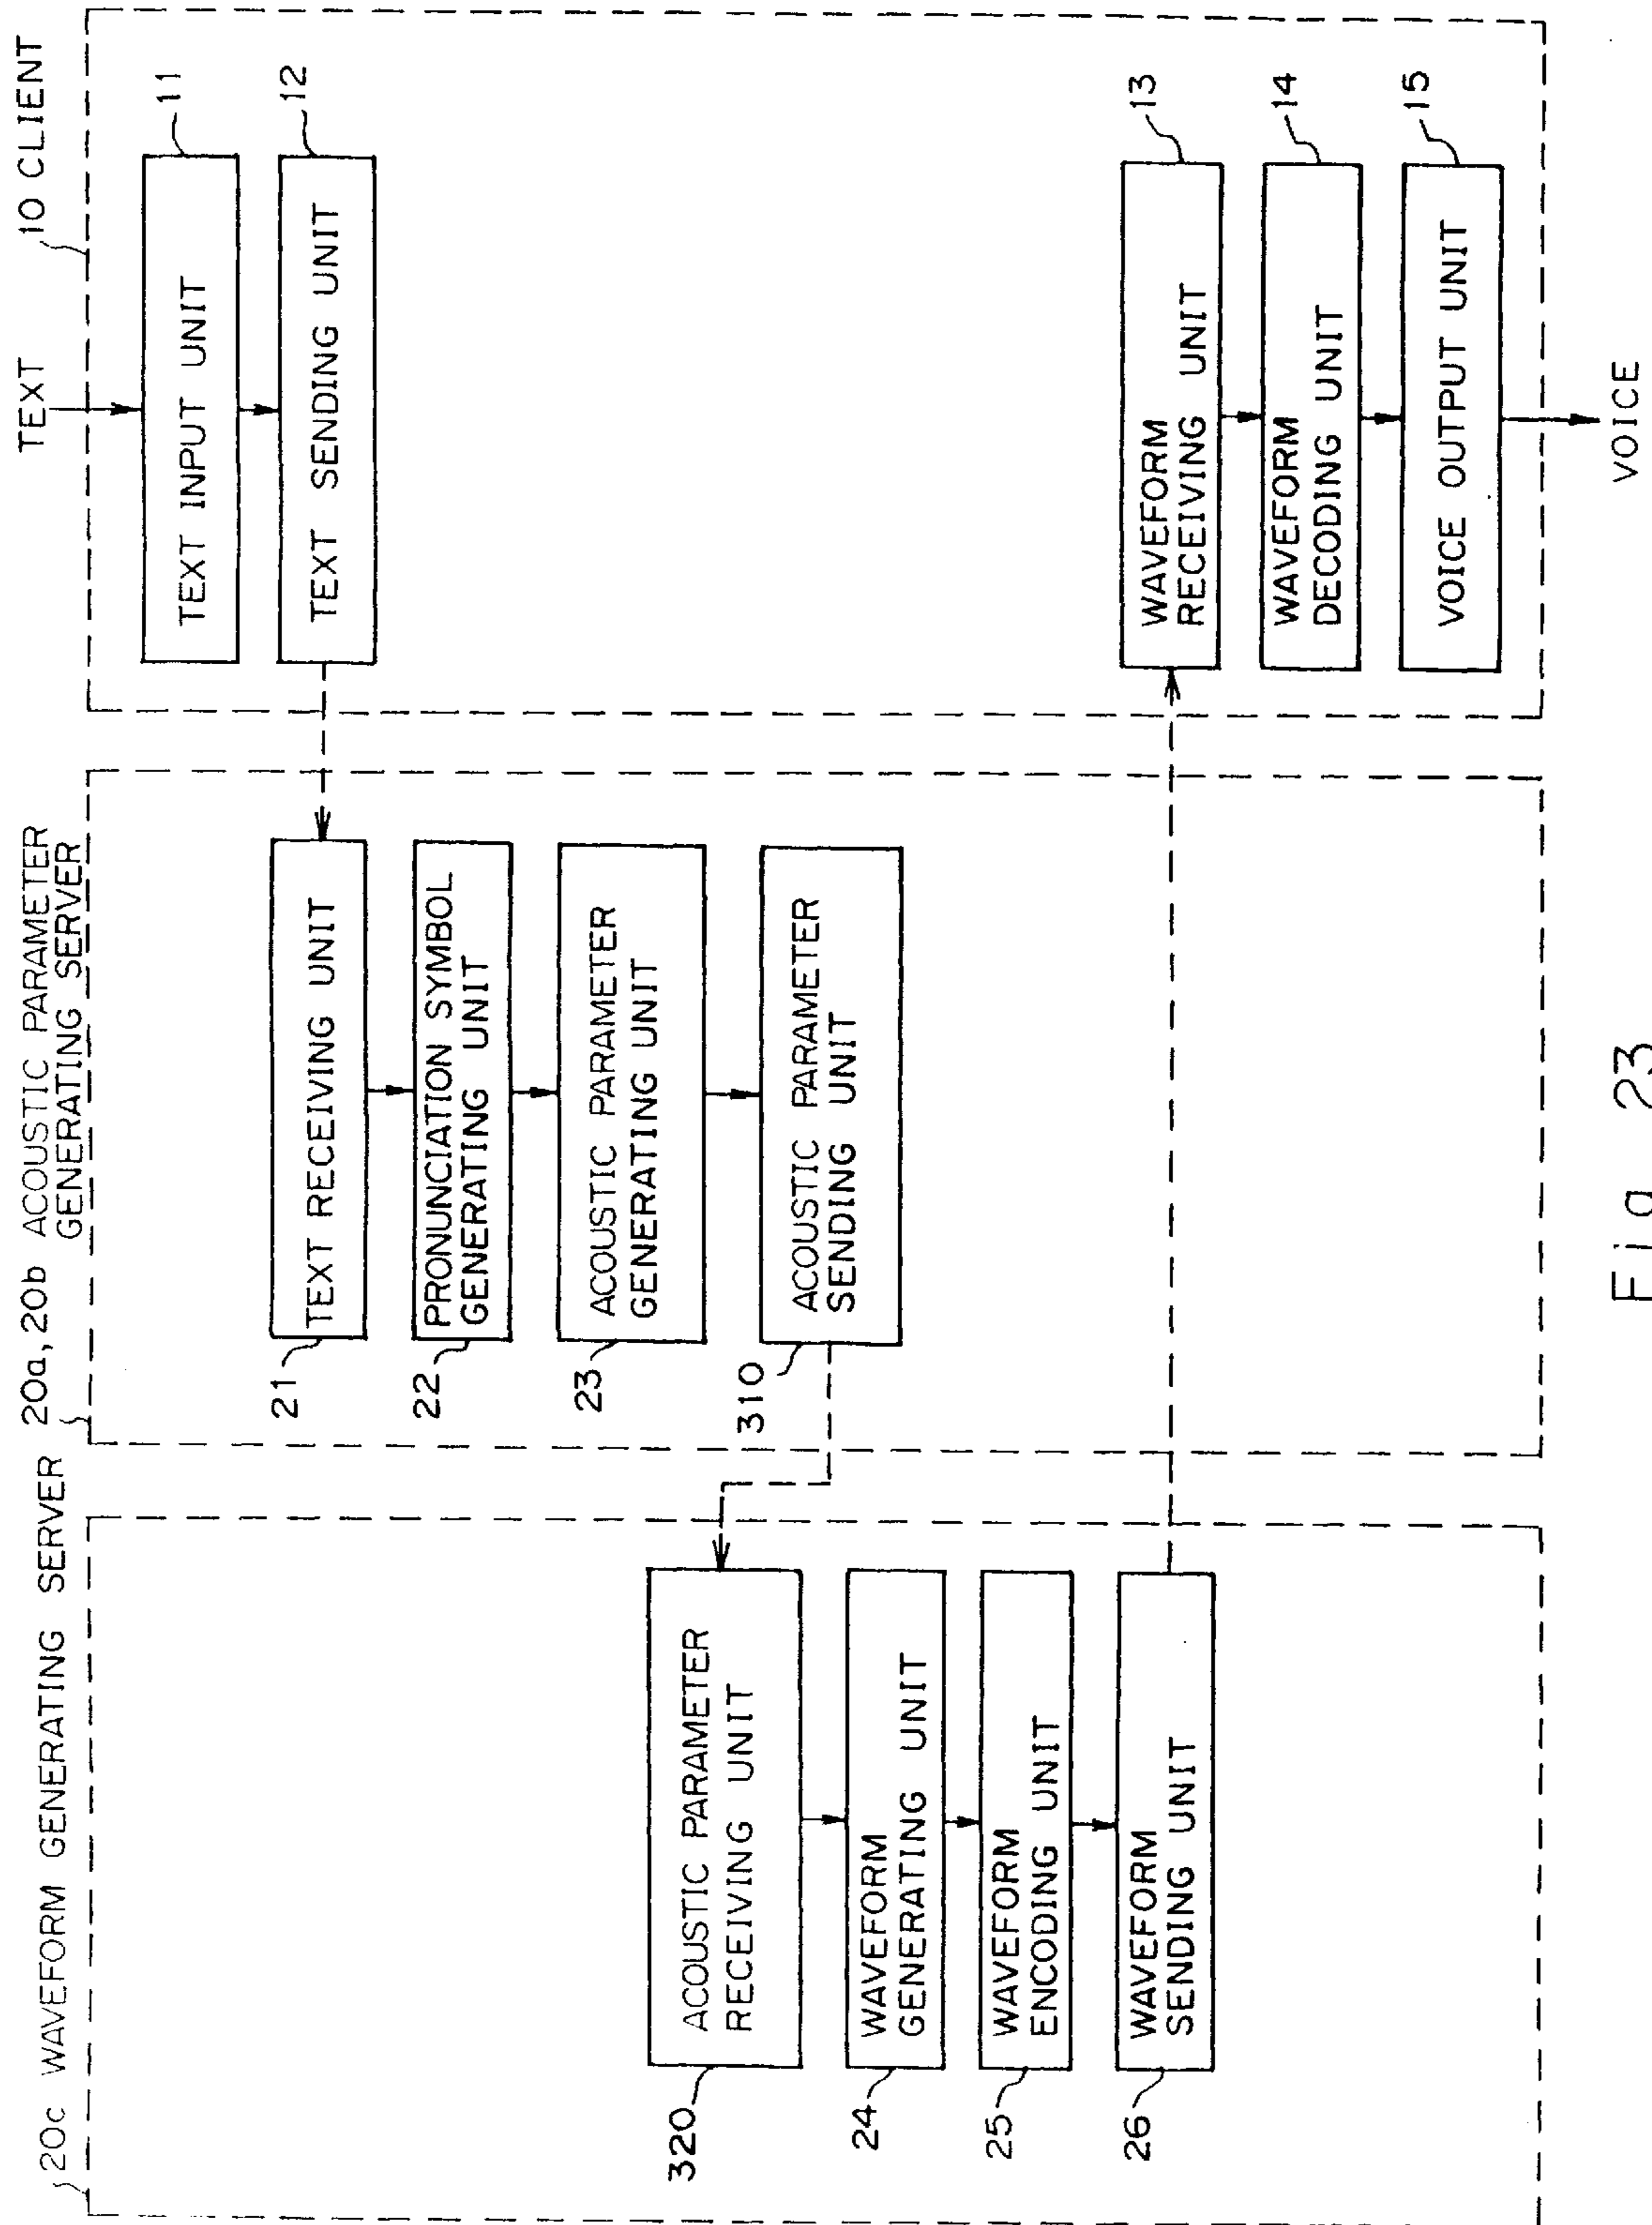 20c WAVEFORM GENERATING SERVER
320
ACOUSTIC PARAMETER
RECEIVING UNIT
24
WAVEFORM
GENERATING UNIT
25
WAVEFORM
ENCODING UNIT
26
WAVEFORM
SENDING UNIT
20a, 20b ACOUSTIC PARAMETER
GENERATING SERVER
21
TEXT RECEIVING UNIT
22
PRONUNCIATION SYMBOL
GENERATING UNIT
23
ACOUSTIC PARAMETER
GENERATING UNIT
310
ACOUSTIC PARAMETER
SENDING UNIT
TEXT
10 CLIENT
TEXT INPUT UNIT
11
TEXT SENDING UNIT
12
WAVEFORM
RECEIVING UNIT
13
WAVEFORM
DECODING UNIT
14
VOICE OUTPUT UNIT
15
VOICE
Fig. 23